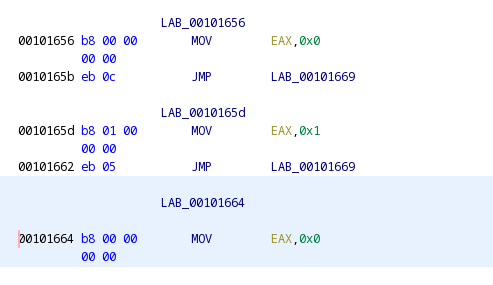 LAB_00101656
00101656 b8 00 00 MOV EAX,0x0
00 00
0010165b eb 0c JMP LAB_00101669
LAB_0010165d
0010165d b8 01 00 MOV EAX,0x1
00 00
00101662 eb 05 JMP LAB_00101669
LAB_00101664
00101664 b8 00 00 MOV EAX,0x0
00 00